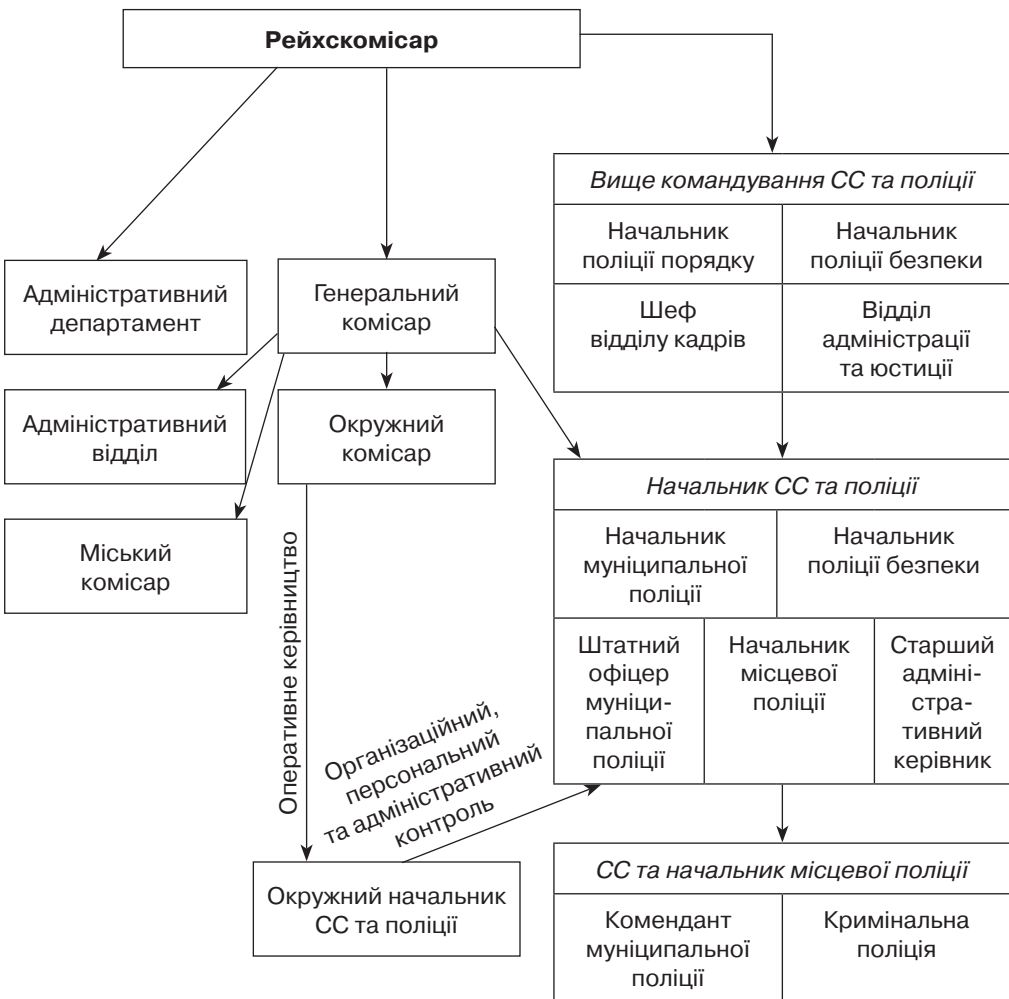 Рейхскомісар
Вище командування СС та поліції
Начальник
поліції порядку
Начальник
поліції безпеки
Шеф
відділу кадрів
Відділ
адміністрації
та юстиції
Адміністративний
департамент
Генеральний
комісар
Адміністративний
відділ
Окружний
комісар
Міський
комісар
Начальник СС та поліції
Начальник
муніципальної
поліції
Начальник
поліції безпеки
Штатний
офіцер
муніци-
пальної
поліції
Начальник
місцевої
поліції
Старший
адміні-
стра-
тивний
керівник
Оперативне керівництво
Організаційний,
персональний
та адміністративний
контроль
Окружний начальник
СС та поліції
СС та начальник місцевої поліції
Комендант
муніципальної
поліції
Кримінальна
поліція